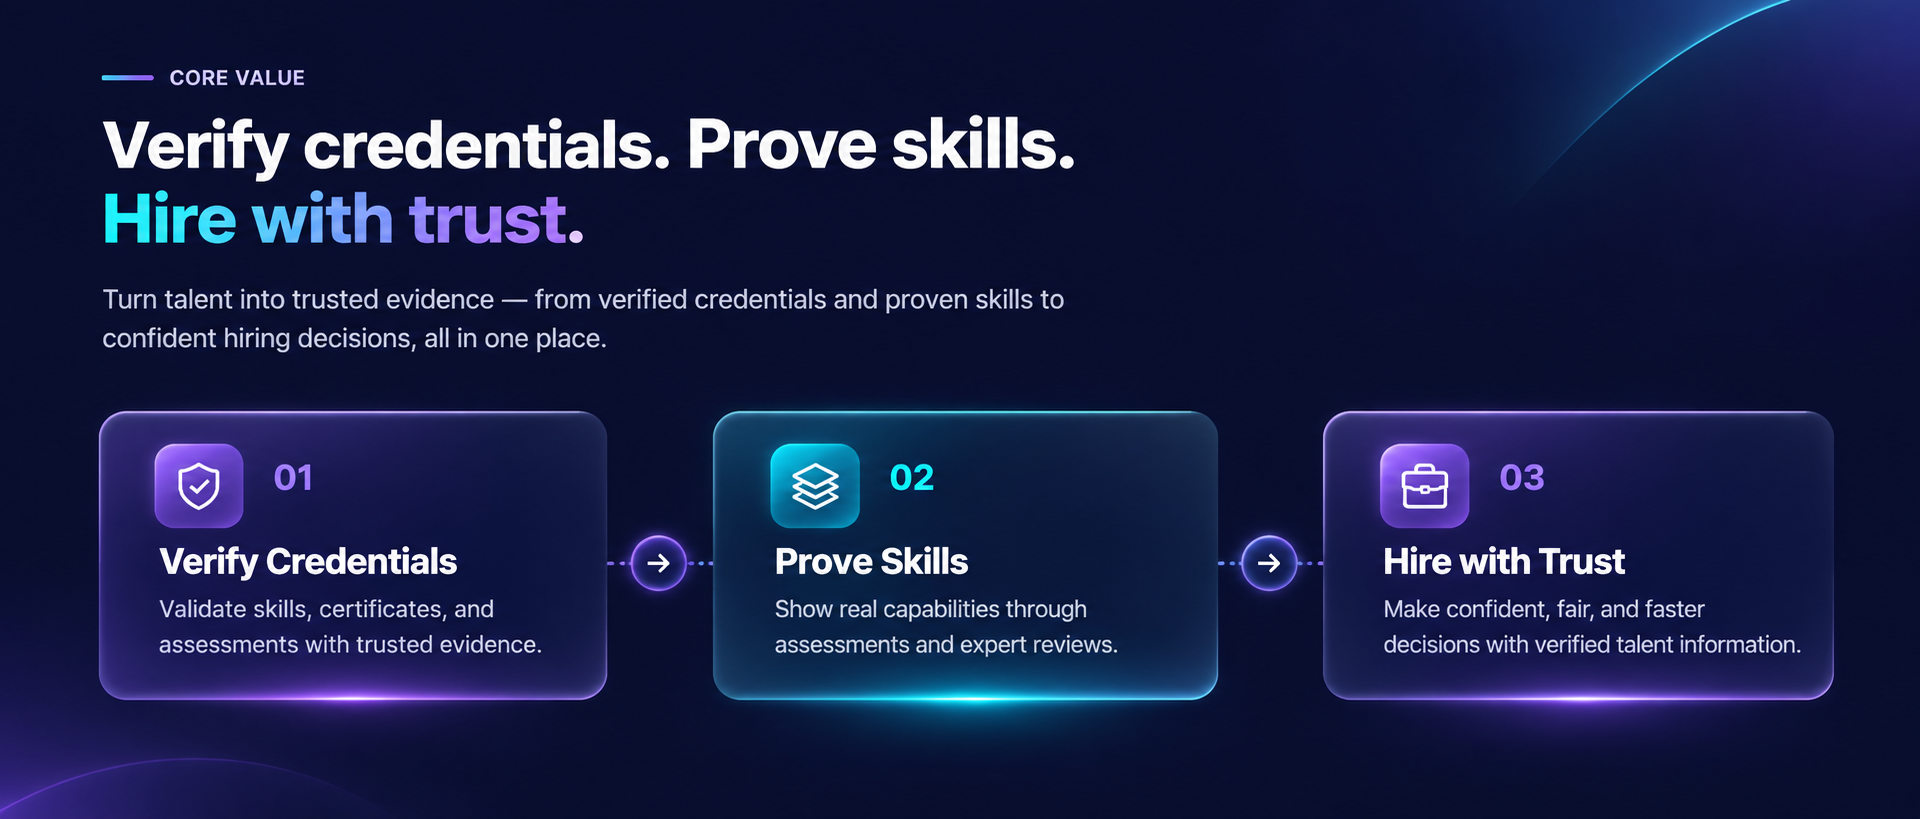 CORE VALUE
Verify credentials. Prove skills.
Hire with trust.
Turn talent into trusted evidence — from verified credentials and proven skills to
confident hiring decisions, all in one place.
01
Verify Credentials
Validate skills, certificates, and
assessments with trusted evidence.
02
Prove Skills
Show real capabilities through
assessments and expert reviews.
03
Hire with Trust
Make confident, fair, and faster
decisions with verified talent information.